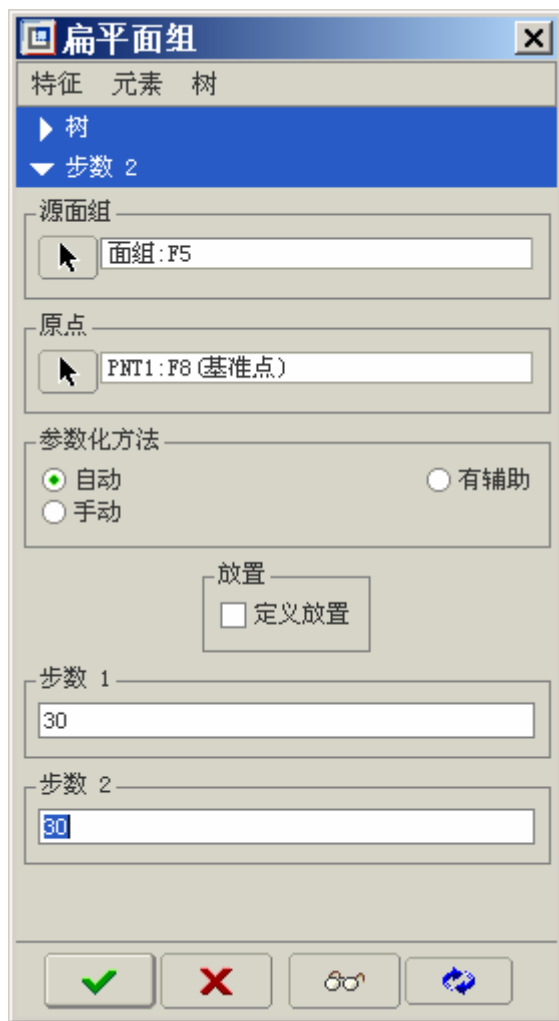 扁平面组
特征 元素 树
树
步数 2
源面组
面组:F5
原点
PNT1:F8(基准点)
参数化方法
自动 有辅助
手动
放置
定义放置
步数 1
30
步数 2
30